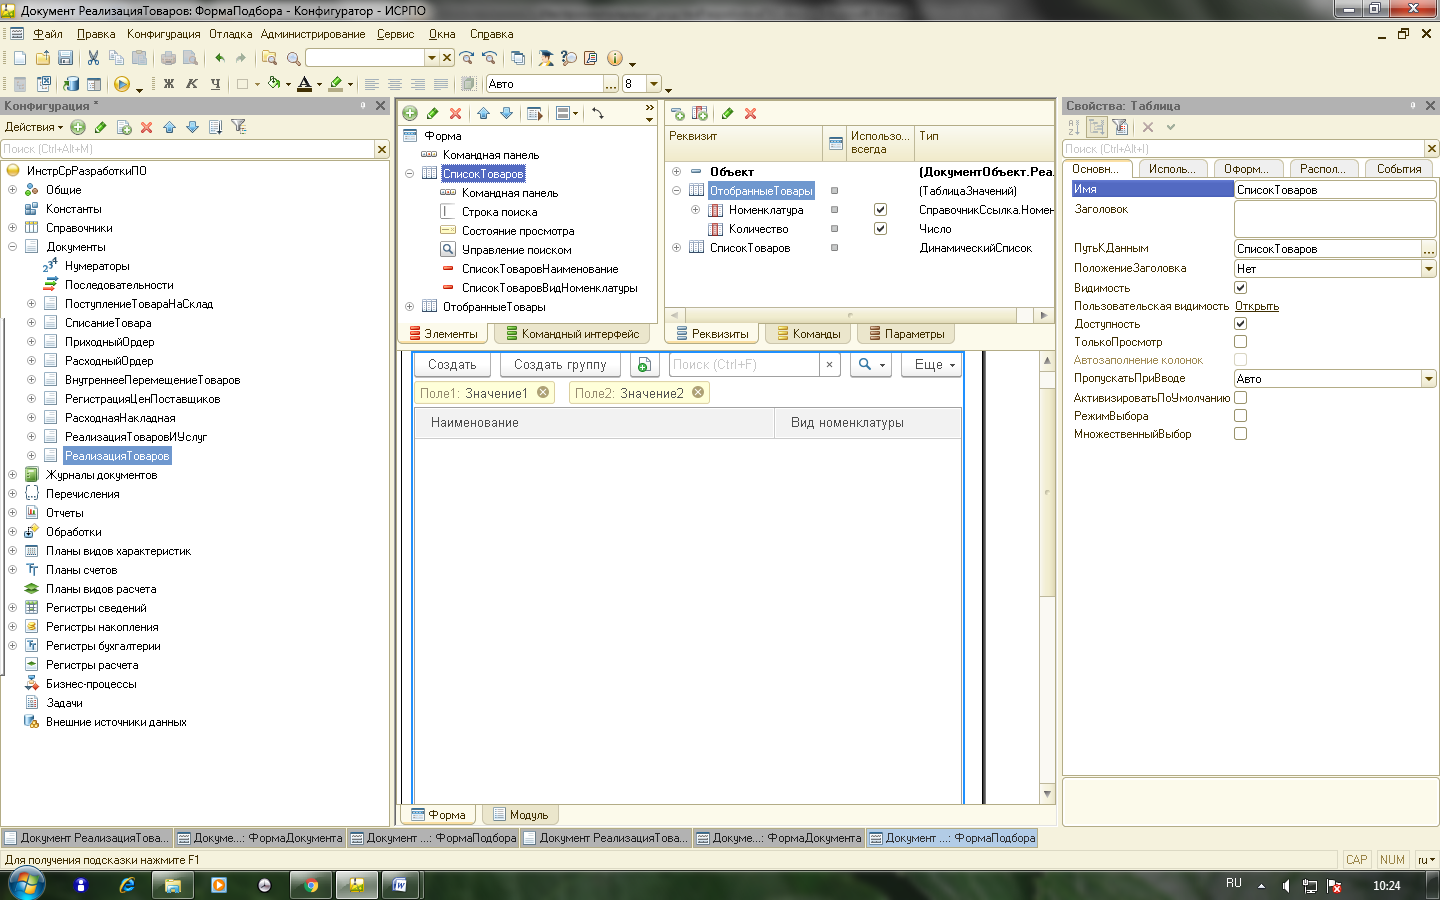 Документ РеализацияТоваров: ФормаПодбора - Конфигуратор - ИСРПО
Файл Правка Конфигурация Отладка Администрирование Сервис Окна Справка
Ж К Ч Авто 8
Конфигурация *
Действия
Поиск (Ctrl+Alt+M)
ИнстрСрРазработкиПО
Общие
Константы
Справочники
Документы
Нумераторы
Последовательности
ПоступлениеТовараНаСклад
СписаниеТовара
ПриходныйОрдер
РасходныйОрдер
ВнутреннееПеремещениеТоваров
РегистрацияЦенПоставщиков
РасходнаяНакладная
РеализацияТоваровИУслуг
РеализацияТоваров
Журналы документов
Перечисления
Отчеты
Обработки
Планы видов характеристик
Планы счетов
Планы видов расчета
Регистры сведений
Регистры накопления
Регистры бухгалтерии
Регистры расчета
Бизнес-процессы
Задачи
Внешние источники данных
Форма
Командная панель
СписокТоваров
Командная панель
Строка поиска
Состояние просмотра
Управление поиском
СписокТоваровНаименование
СписокТоваровВидНоменклатуры
ОтобранныеТовары
Элементы Командный интерфейс
Реквизит Использо... всегда Тип
Объект (ДокументОбъект.Реа
ОтобранныеТовары (ТаблицаЗначений)
Номенклатура СправочникСсылка.Номен
Количество Число
СписокТоваров ДинамическийСписок
Реквизиты Команды Параметры
Создать Создать группу Поиск (Ctrl+F) × Еще
Поле1: Значение1 Поле2: Значение2
Наименование Вид номенклатуры
Форма Модуль
Свойства: Таблица
Поиск (Ctrl+Alt+I)
Основн... Исполь... Оформ... Распол... События
Имя СписокТоваров
Заголовок
ПутьКДанным СписокТоваров ...
ПоложениеЗаголовка Нет
Видимость
Пользовательская видимость Открыть
Доступность
ТолькоПросмотр
Автозаполнение колонок
ПропускатьПриВводе Авто
АктивизироватьПоУмолчанию
РежимВыбора
МножественныйВыбор
Документ РеализацияТова... Докуме...: ФормаДокумента Документ ...: ФормаПодбора Документ РеализацияТова... Докуме...: ФормаДокумента Документ ...: ФормаПодбора
Для получения подсказки нажмите F1 CAP NUM ru
RU 10:24